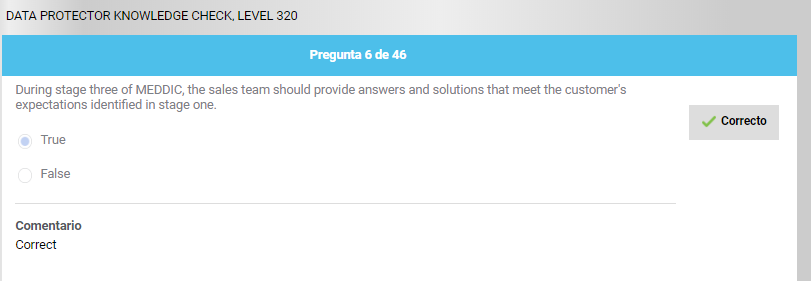 DATA PROTECTOR KNOWLEDGE CHECK, LEVEL 320
Pregunta 6 de 46
During stage three of MEDDIC, the sales team should provide answers and solutions that meet the customer's
expectations identified in stage one.
Correcto
True
False
Comentario
Correct